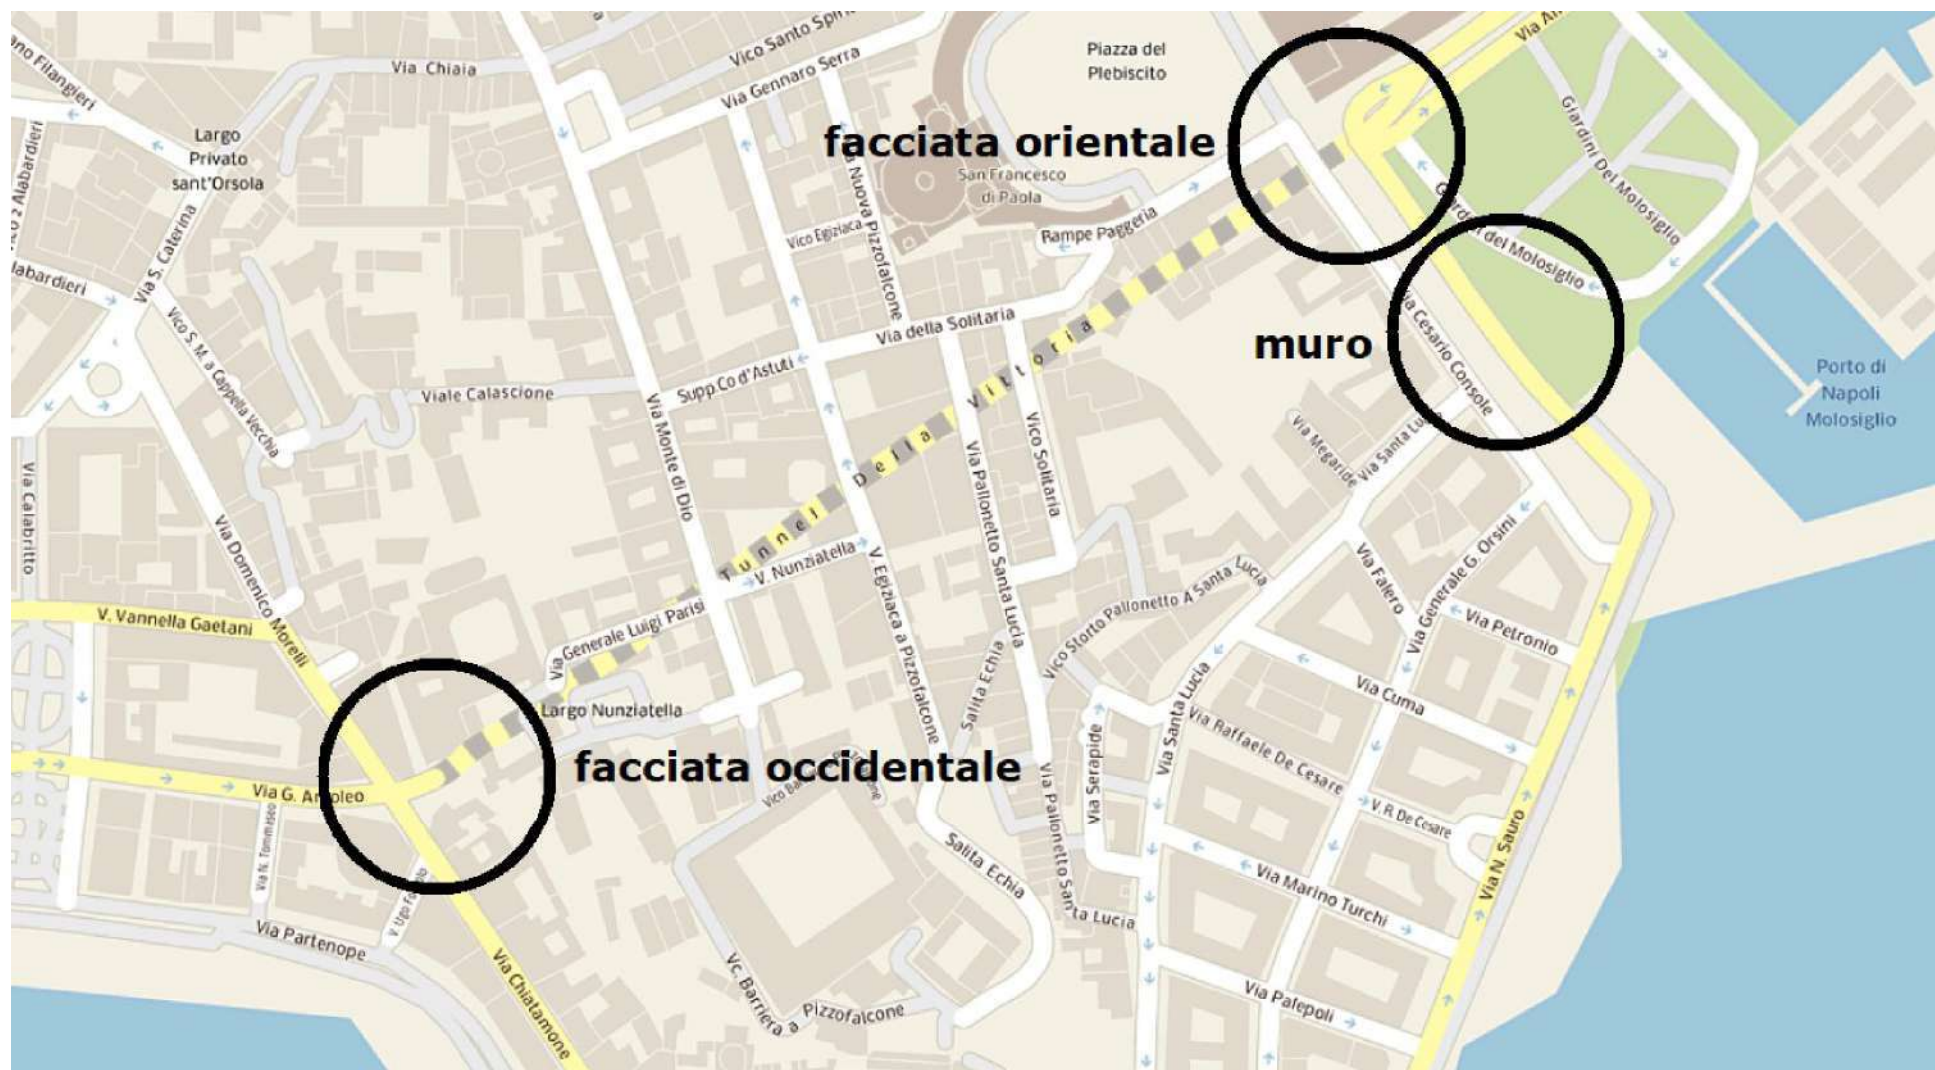 ano Filangieri
Via Chiaia
Vico Santo Spiri
Via Gennaro Serra
Piazza del
Plebiscito
Largo
Privato
sant'Orsola
facciata orientale
San Francesco
di Paola
Nuova Pizzofalcone
Vico Egiziaca
Rampe Paggeria
Giardini Del Molosiglio
Giardini del Molosiglio
co 2 Alabardieri
labardieri
Via S. Caterina
Vico S. M. a Cappella Vecchia
Via della Solitaria
Supp.Co d'Astuti
Viale Calascione
Via Monte di Dio
Tunnel Della Vittoria
muro
Via Cesario Console
Porto di
Napoli
Molosiglio
Via Megaride
Via Santa Lu
Vico Solitaria
Via Pallonetto Santa Lucia
Via Calabritto
Via Domenico Morelli
V. Nunziatella
V. Egiziaca a Pizzofalcone
Via Generale Luigi Parisi
V. Vannella Gaetani
Vico Storto Pallonetto A Santa Lucia
Via Falero
Via Generale G. Orsini
Via Petronio
Via Cuma
Salita Echia
Largo Nunziatella
facciata occidentale
Via G. Arcoleo
Via N. Tommaseo
Via Serapide
Via Santa Lucia
Via Raffaele De Cesare
V. R. De Cesare
Via N. Sauro
Via Pallonetto Santa Lucia
Salita Echia
Via Marino Turchi
Via Partenope
Via Chiatamone
Vc. Barriera a Pizzofalcone
Via Palepoli